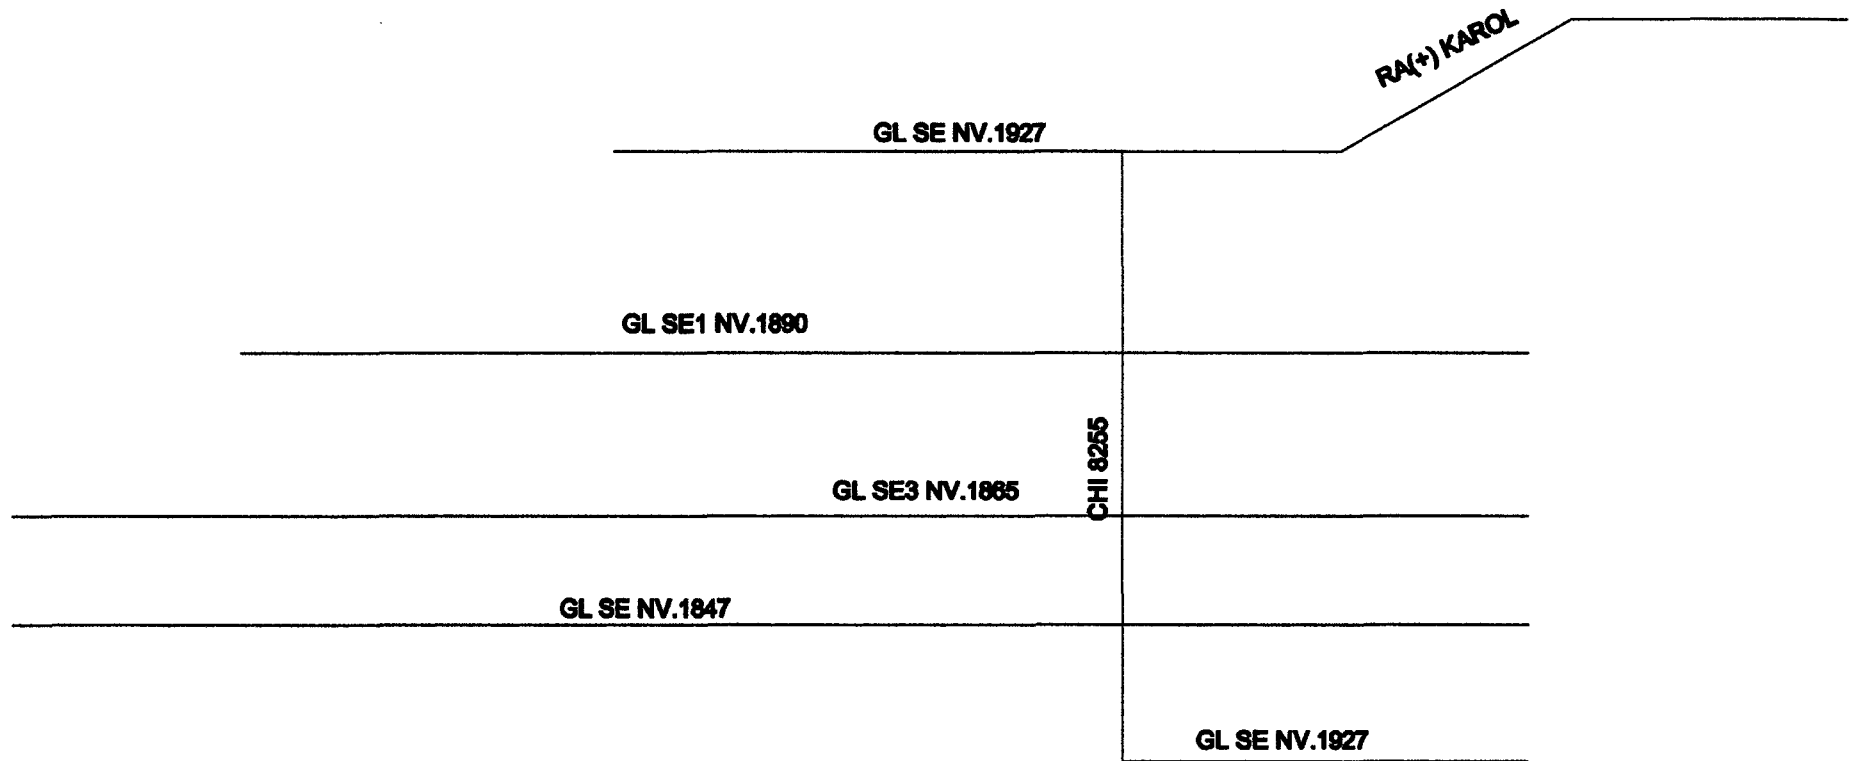 RA(+) KAROL
GL SE NV.1927
GL SE1 NV.1890
CHI 8255
GL SE3 NV.1865
GL SE NV.1847
GL SE NV.1927